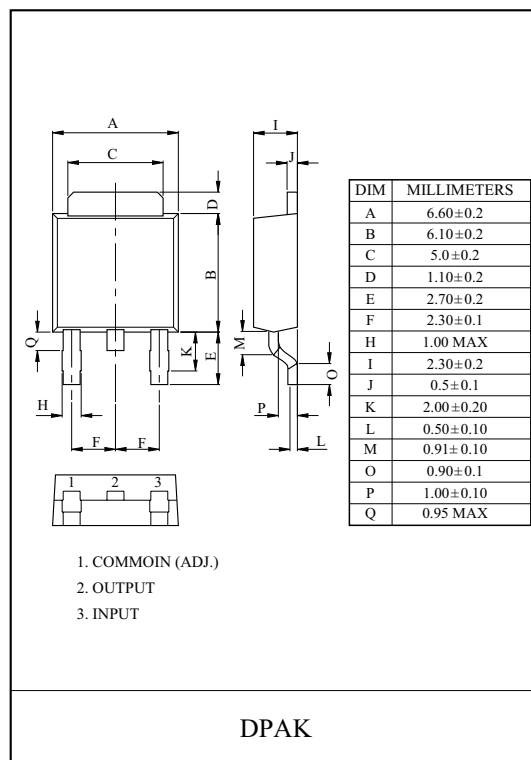 A
C
I
J
D
B
Q
K
E
M
O
H
P
F F
L
1 2 3
1. COMMOIN (ADJ.)
2. OUTPUT
3. INPUT
DIM MILLIMETERS
A 6.60±0.2
B 6.10±0.2
C 5.0±0.2
D 1.10±0.2
E 2.70±0.2
F 2.30±0.1
H 1.00 MAX
I 2.30±0.2
J 0.5±0.1
K 2.00±0.20
L 0.50±0.10
M 0.91±0.10
O 0.90±0.1
P 1.00±0.10
Q 0.95 MAX
DPAK